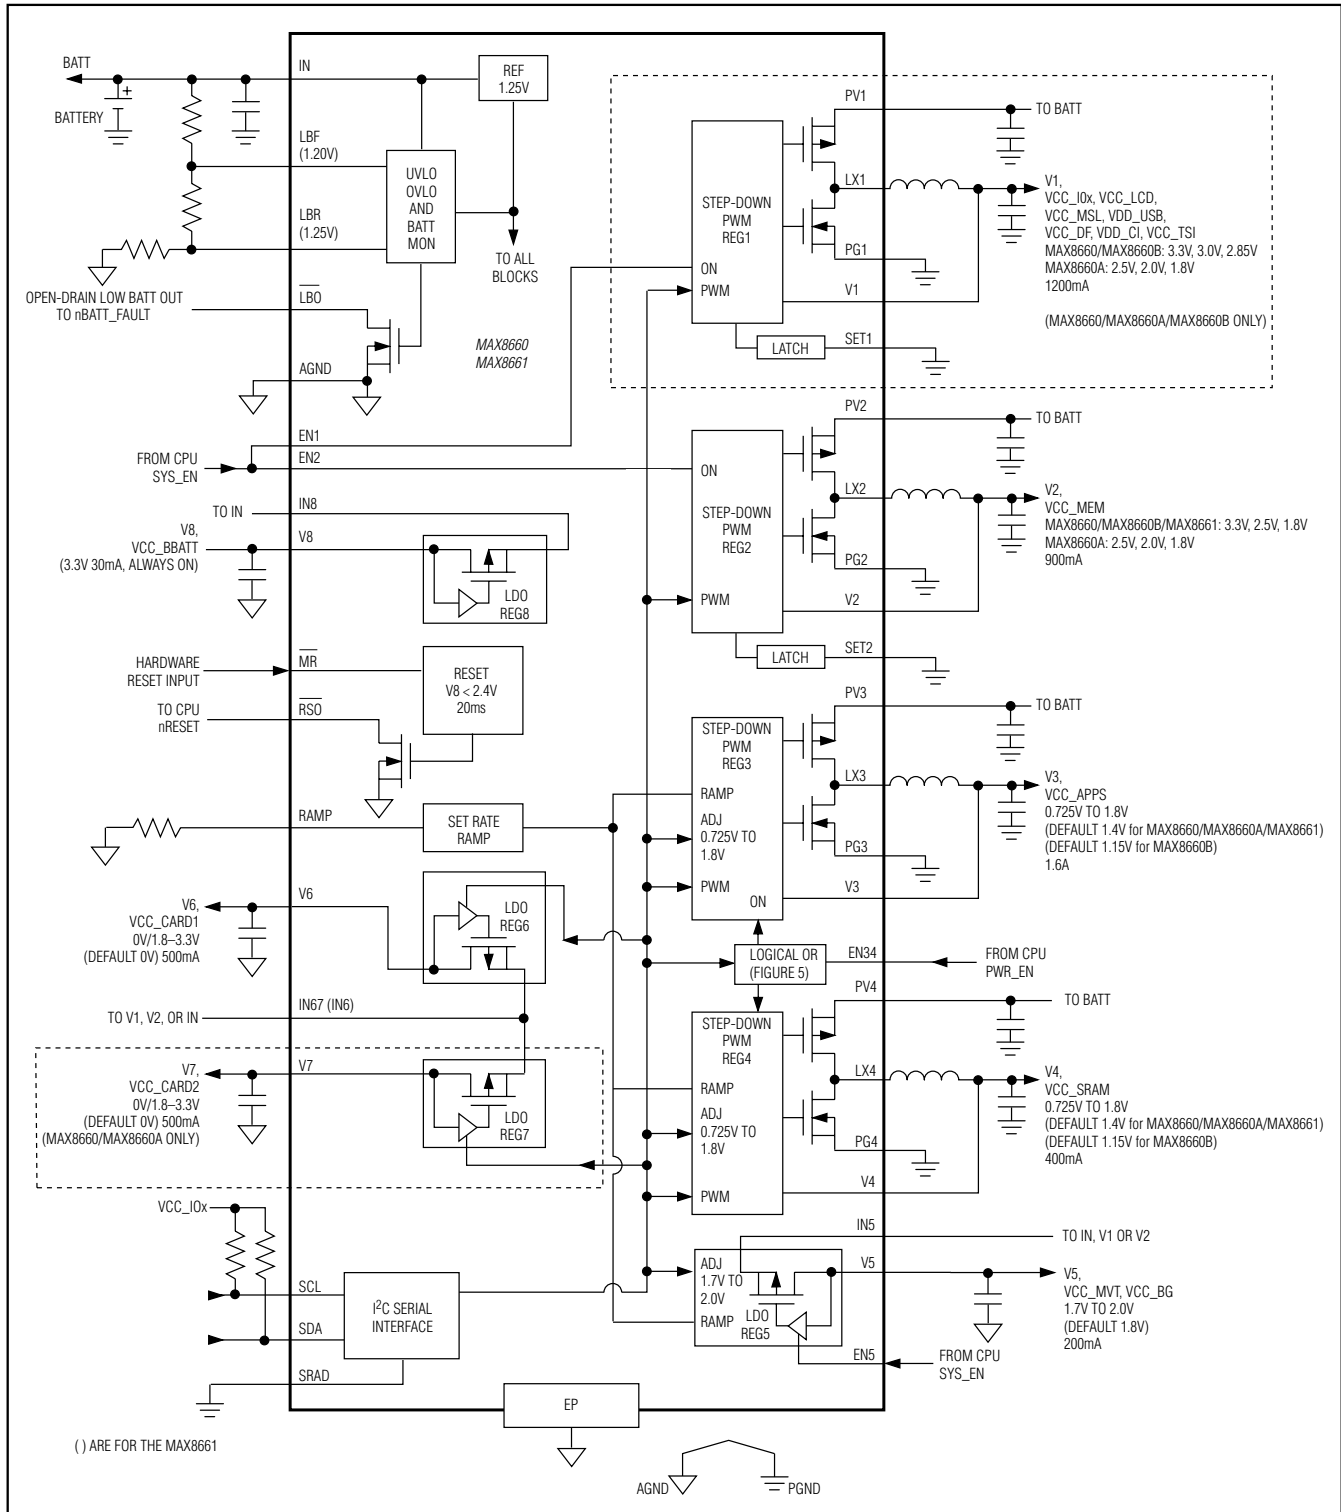 BATT
BATTERY
IN
REF
1.25V
LBF
(1.20V)
LBR
(1.25V)
UVLO
OVLO
AND
BATT
MON
TO ALL
BLOCKS
OPEN-DRAIN LOW BATT OUT
TO nBATT_FAULT
LBO
AGND
MAX8660
MAX8661
EN1
EN2
FROM CPU
SYS_EN
TO IN
IN8
V8,
VCC_BBATT
(3.3V 30mA, ALWAYS ON)
V8
LDO
REG8
HARDWARE
RESET INPUT
MR
RESET
V8 < 2.4V
20ms
TO CPU
nRESET
RSO
RAMP
SET RATE
RAMP
V6,
VCC_CARD1
0V/1.8–3.3V
(DEFAULT 0V) 500mA
V6
LDO
REG6
TO V1, V2, OR IN
IN67 (IN6)
V7,
VCC_CARD2
0V/1.8–3.3V
(DEFAULT 0V) 500mA
(MAX8660/MAX8660A ONLY)
V7
LDO
REG7
VCC_IOx
SCL
SDA
SRAD
I2C SERIAL
INTERFACE
EP
( ) ARE FOR THE MAX8661
AGND
PGND
PV1
TO BATT
STEP-DOWN
PWM
REG1
ON
PWM
LX1
PG1
V1
LATCH
SET1
V1,
VCC_I0x, VCC_LCD,
VCC_MSL, VDD_USB,
VCC_DF, VDD_CI, VCC_TSI
MAX8660/MAX8660B: 3.3V, 3.0V, 2.85V
MAX8660A: 2.5V, 2.0V, 1.8V
1200mA
(MAX8660/MAX8660A/MAX8660B ONLY)
PV2
TO BATT
ON
STEP-DOWN
PWM
REG2
PWM
LX2
PG2
V2
LATCH
SET2
V2,
VCC_MEM
MAX8660/MAX8660B/MAX8661: 3.3V, 2.5V, 1.8V
MAX8660A: 2.5V, 2.0V, 1.8V
900mA
PV3
TO BATT
STEP-DOWN
PWM
REG3
RAMP
ADJ
0.725V TO
1.8V
PWM
ON
LX3
PG3
V3
V3,
VCC_APPS
0.725V TO 1.8V
(DEFAULT 1.4V for MAX8660/MAX8660A/MAX8661)
(DEFAULT 1.15V for MAX8660B)
1.6A
LOGICAL OR
(FIGURE 5)
EN34
FROM CPU
PWR_EN
PV4
TO BATT
STEP-DOWN
PWM
REG4
RAMP
ADJ
0.725V TO
1.8V
PWM
LX4
PG4
V4
V4,
VCC_SRAM
0.725V TO 1.8V
(DEFAULT 1.4V for MAX8660/MAX8660A/MAX8661)
(DEFAULT 1.15V for MAX8660B)
400mA
IN5
TO IN, V1 OR V2
ADJ
1.7V TO
2.0V
RAMP
LDO
REG5
V5
V5,
VCC_MVT, VCC_BG
1.7V TO 2.0V
(DEFAULT 1.8V)
200mA
EN5
FROM CPU
SYS_EN